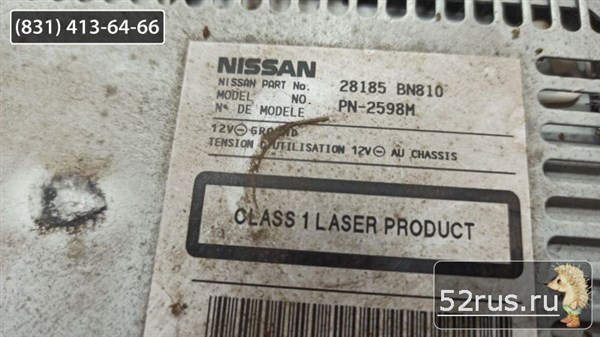 (831) 413-64-66
NISSAN
NISSAN PART No. 28185 BN810
MODEL NO. PN-2598M
N° DE MODELE
12V⊖ GROUND
TENSION D'UTILISATION 12V⊖ AU CHASSIS
CLASS 1 LASER PRODUCT
52rus.ru